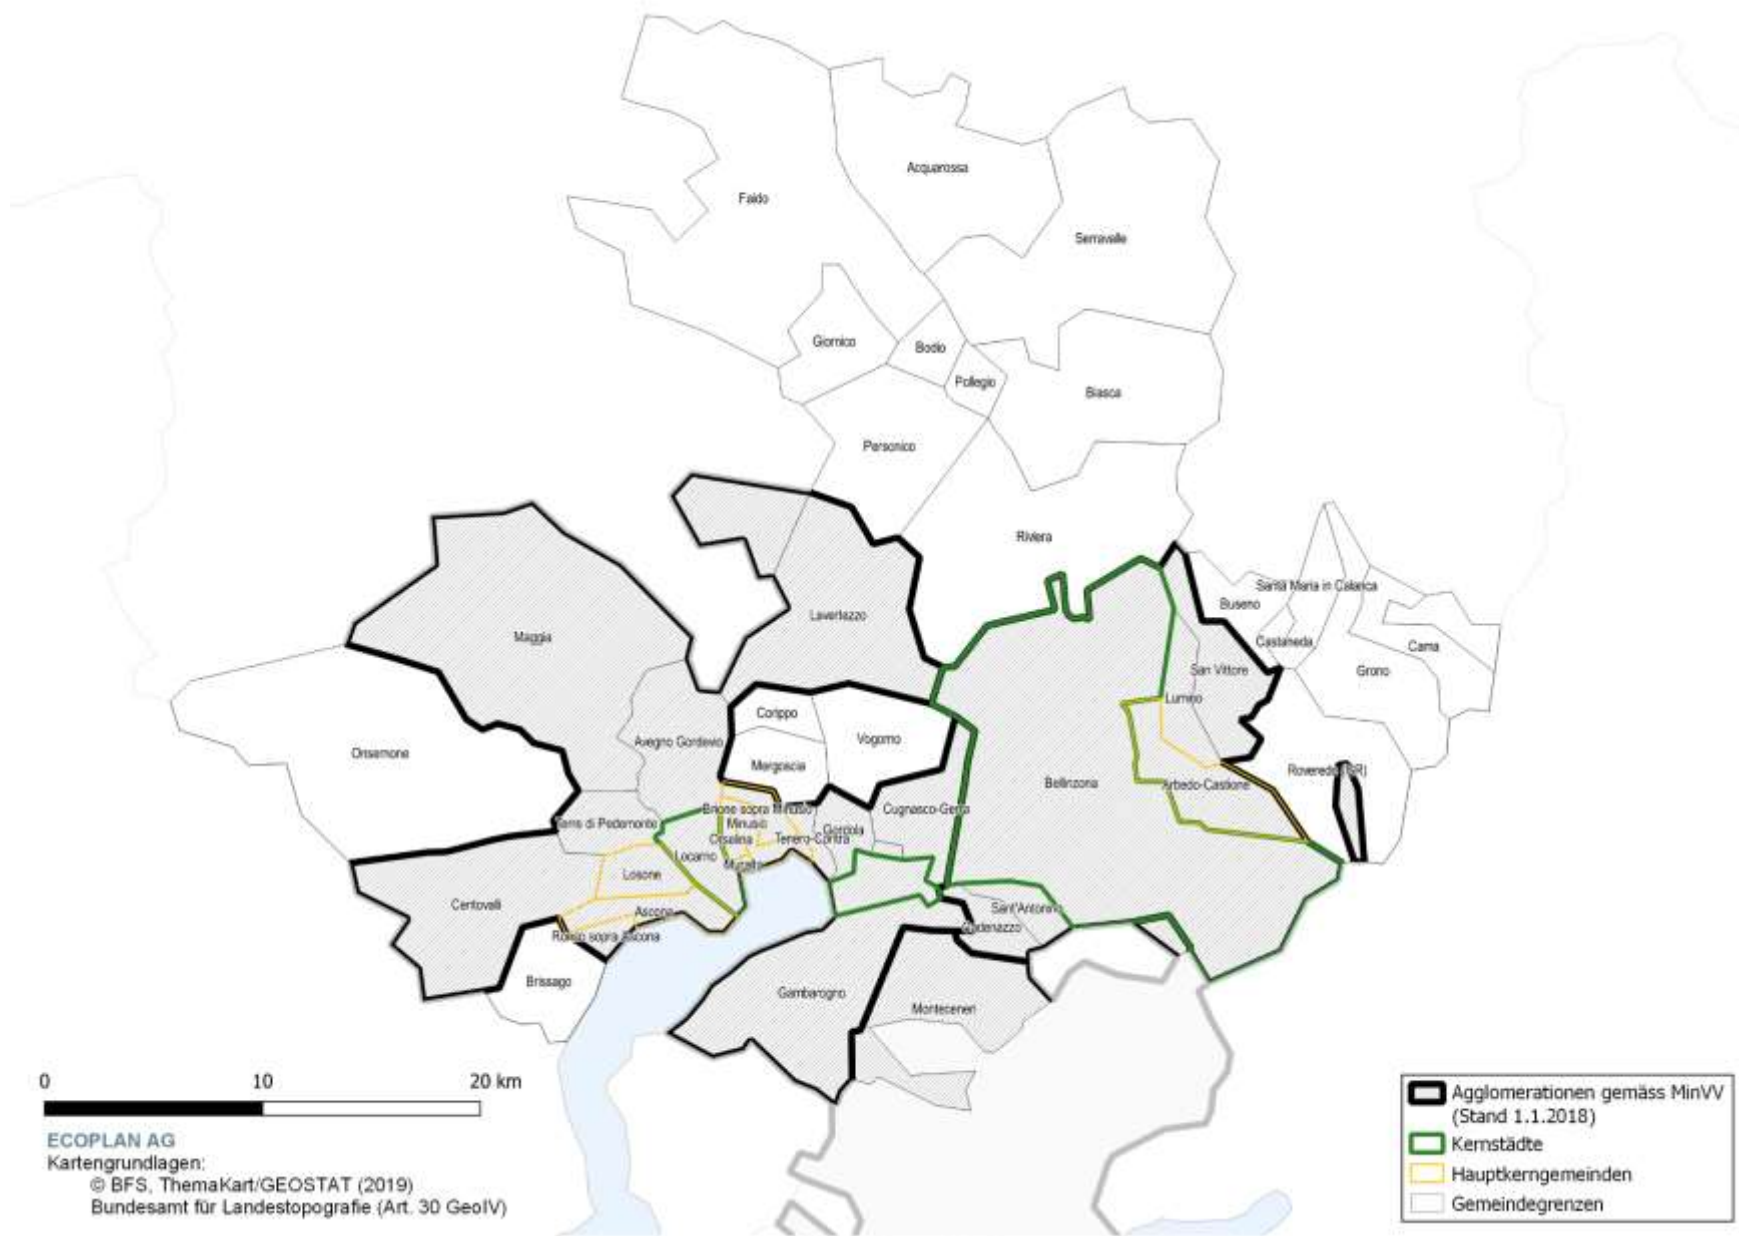 Acquarossa
Faido
Serravalle
Giornico
Bodio
Pollegio
Biasca
Personico
Riviera
Santa Maria in Calanca
Buseno
Lavertezzo
Maggia
Castaneda
Cama
San Vittore
Grono
Lumino
Corippo
Avegno Gordevio
Vogorno
Onsernone
Mergoscia
Roveredo (GR)
Bellinzona
Arbedo-Castione
Brione sopra Minusio
Cugnasco-Gerra
Terre di Pedemonte
Minusio
Gordola
Orselina
Tenero-Contra
Locarno
Muralto
Losone
Centovalli
Ascona
Sant'Antonino
Cadenazzo
Ronco sopra Ascona
Brissago
Gambarogno
Monteceneri
0 10 20 km
ECOPLAN AG
Kartengrundlagen:
© BFS, ThemaKart/GEOSTAT (2019)
Bundesamt für Landestopografie (Art. 30 GeoIV)
Agglomerationen gemäss MinVV
(Stand 1.1.2018)
Kernstädte
Hauptkerngemeinden
Gemeindegrenzen